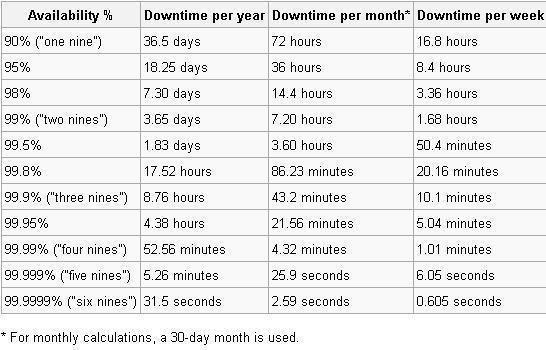 Availability % Downtime per year Downtime per month* Downtime per week
90% ("one nine") 36.5 days 72 hours 16.8 hours
95% 18.25 days 36 hours 8.4 hours
98% 7.30 days 14.4 hours 3.36 hours
99% ("two nines") 3.65 days 7.20 hours 1.68 hours
99.5% 1.83 days 3.60 hours 50.4 minutes
99.8% 17.52 hours 86.23 minutes 20.16 minutes
99.9% ("three nines") 8.76 hours 43.2 minutes 10.1 minutes
99.95% 4.38 hours 21.56 minutes 5.04 minutes
99.99% ("four nines") 52.56 minutes 4.32 minutes 1.01 minutes
99.999% ("five nines") 5.26 minutes 25.9 seconds 6.05 seconds
99.9999% ("six nines") 31.5 seconds 2.59 seconds 0.605 seconds
* For monthly calculations, a 30-day month is used.